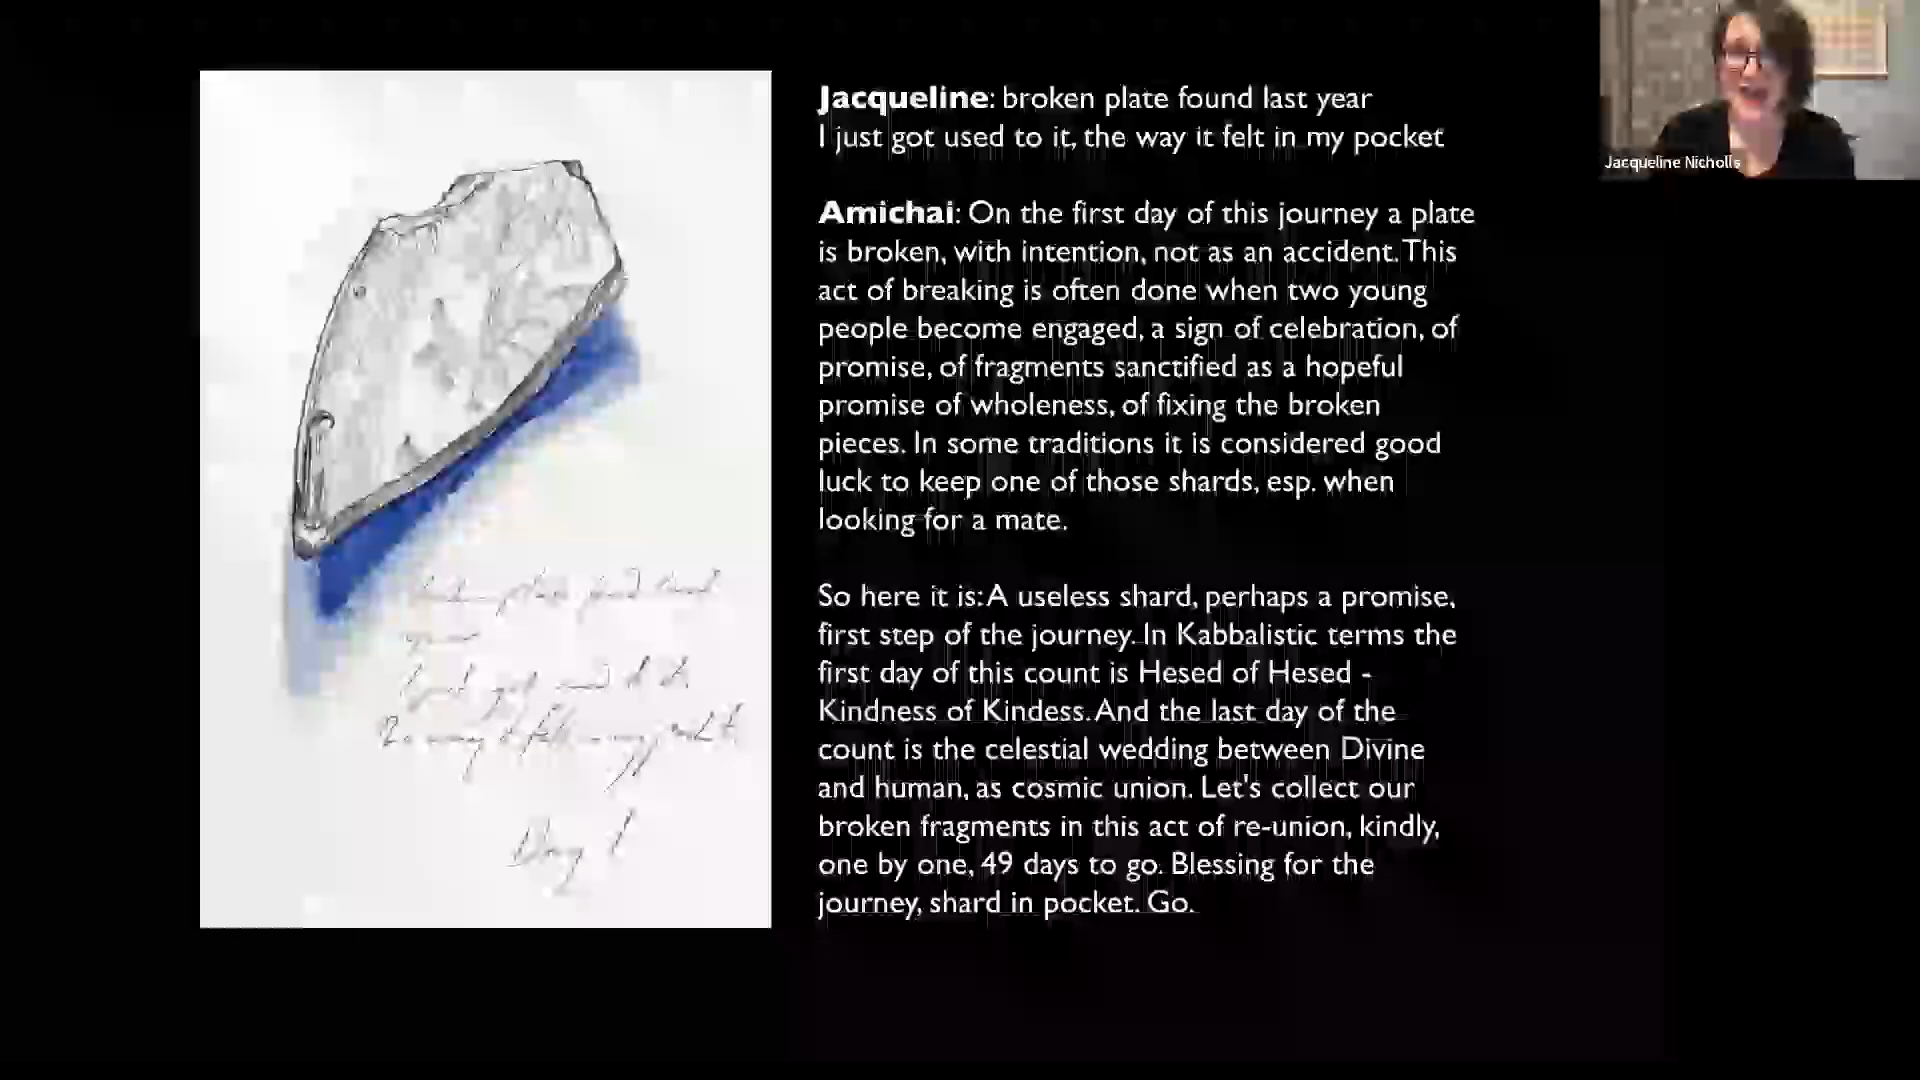 Jacqueline: broken plate found last year
I just got used to it, the way it felt in my pocket
Amichai: On the first day of this journey a plate
is broken, with intention, not as an accident. This
act of breaking is often done when two young
people become engaged, a sign of celebration, of
promise, of fragments sanctified as a hopeful
promise of wholeness, of fixing the broken
pieces. In some traditions it is considered good
luck to keep one of those shards, esp. when
looking for a mate.
So here it is: A useless shard, perhaps a promise,
first step of the journey. In Kabbalistic terms the
first day of this count is Hesed of Hesed -
Kindness of Kindess. And the last day of the
count is the celestial wedding between Divine
and human, as cosmic union. Let's collect our
broken fragments in this act of re-union, kindly,
one by one, 49 days to go. Blessing for the
journey, shard in pocket. Go.
Day 1
Jacqueline Nicholls